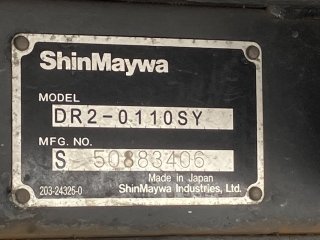 ShinMaywa
MODEL
DR2-0110SY
MFG. NO.
S 50883406
Made in Japan
203-24325-0 ShinMaywa Industries, Ltd.